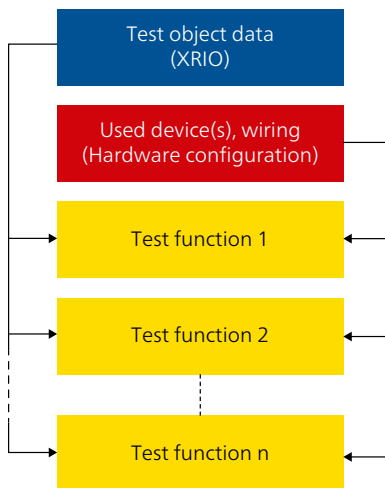 Test object data
(XRIO)
Used device(s), wiring
(Hardware configuration)
Test function 1
Test function 2
Test function n